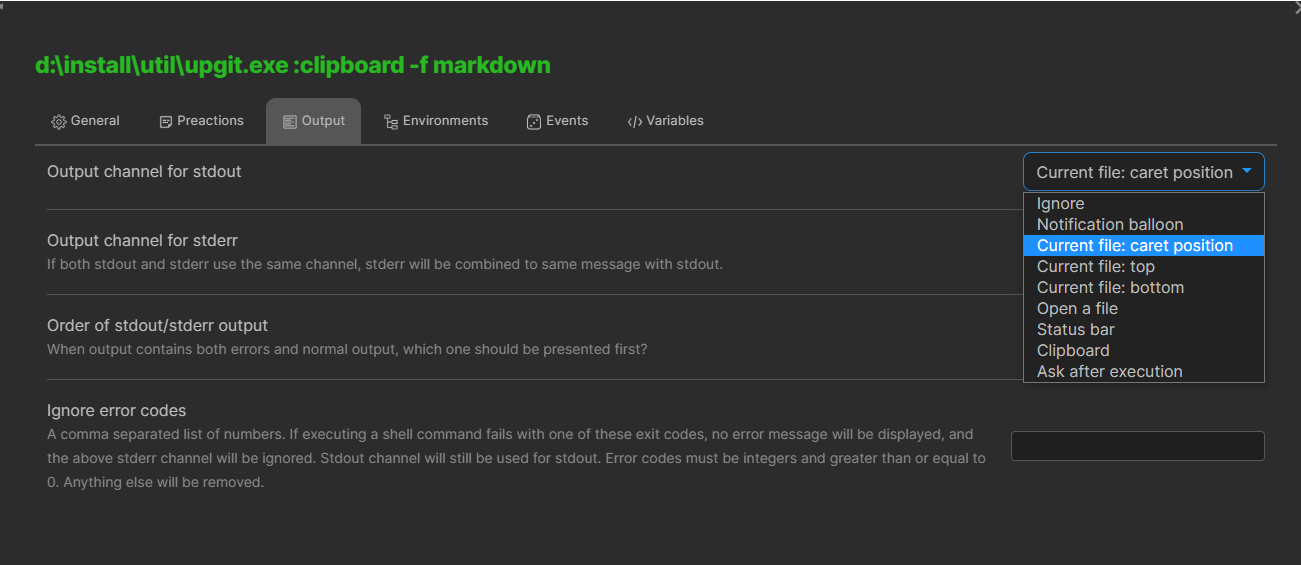 d:\install\util\upgit.exe :clipboard -f markdown
General Preactions Output Environments Events </> Variables
Output channel for stdout
Current file: caret position
Ignore
Notification balloon
Current file: caret position
Current file: top
Current file: bottom
Open a file
Status bar
Clipboard
Ask after execution
Output channel for stderr
If both stdout and stderr use the same channel, stderr will be combined to same message with stdout.
Order of stdout/stderr output
When output contains both errors and normal output, which one should be presented first?
Ignore error codes
A comma separated list of numbers. If executing a shell command fails with one of these exit codes, no error message will be displayed, and
the above stderr channel will be ignored. Stdout channel will still be used for stdout. Error codes must be integers and greater than or equal to
0. Anything else will be removed.